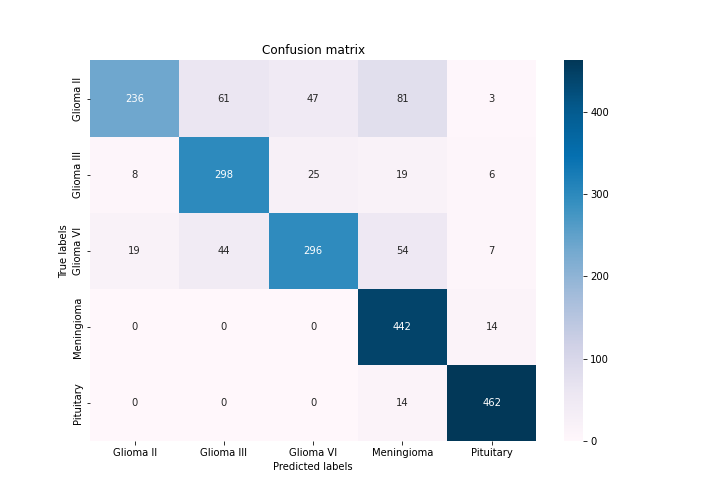 Confusion matrix
True labels
Glioma II 236 61 47 81 3
Glioma III 8 298 25 19 6
Glioma VI 19 44 296 54 7
Meningioma 0 0 0 442 14
Pituitary 0 0 0 14 462
Glioma II Glioma III Glioma VI Meningioma Pituitary
Predicted labels
400
300
200
100
0